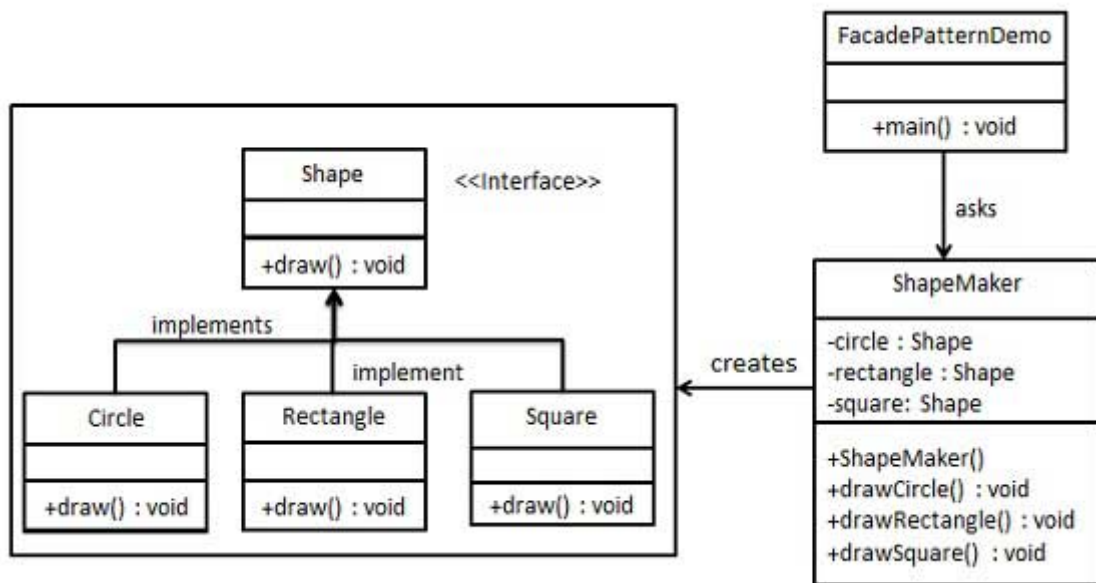 FacadePatternDemo
+main() : void
asks
Shape
<<Interface>>
+draw() : void
implements
implement
Circle
+draw() : void
Rectangle
+draw() : void
Square
+draw() : void
creates
ShapeMaker
-circle : Shape
-rectangle : Shape
-square: Shape
+ShapeMaker()
+drawCircle() : void
+drawRectangle() : void
+drawSquare() : void